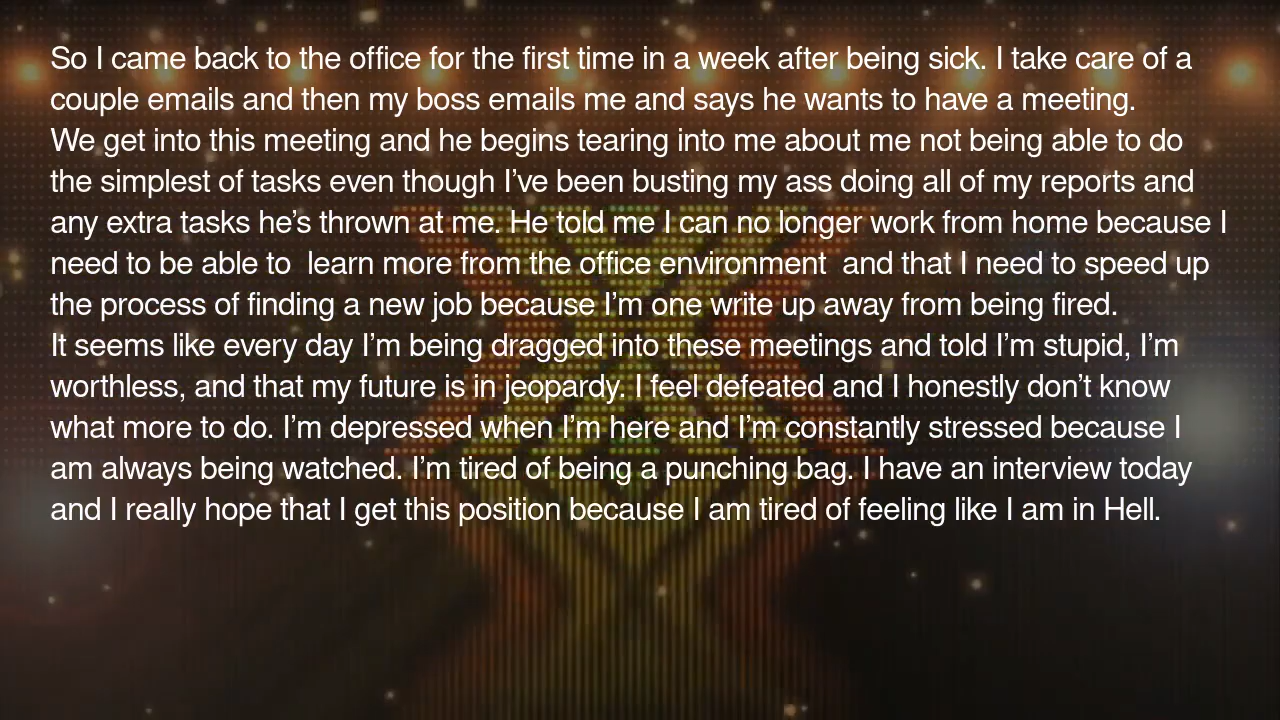 So I came back to the office for the first time in a week after being sick. I take care of a
couple emails and then my boss emails me and says he wants to have a meeting.
We get into this meeting and he begins tearing into me about me not being able to do
the simplest of tasks even though I've been busting my ass doing all of my reports and
any extra tasks he's thrown at me. He told me I can no longer work from home because I
need to be able to  learn more from the office environment  and that I need to speed up
the process of finding a new job because I'm one write up away from being fired.
It seems like every day I'm being dragged into these meetings and told I'm stupid, I'm
worthless, and that my future is in jeopardy. I feel defeated and I honestly don't know
what more to do. I'm depressed when I'm here and I'm constantly stressed because I
am always being watched. I'm tired of being a punching bag. I have an interview today
and I really hope that I get this position because I am tired of feeling like I am in Hell.